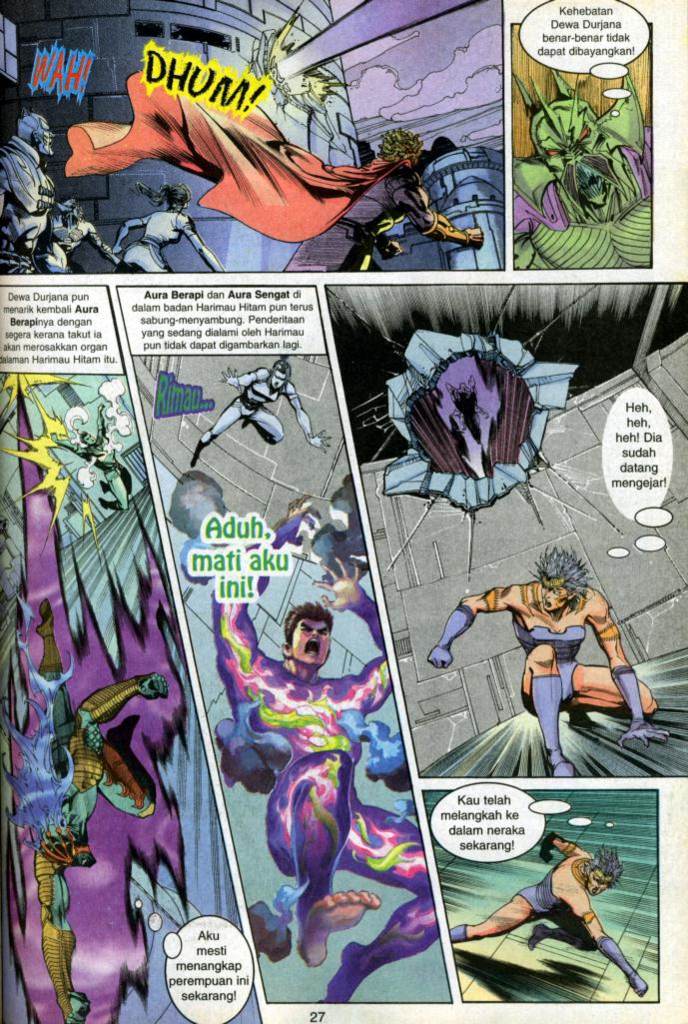 WAH!
DHUM!
Kehebatan
Dewa Durjana
benar-benar tidak
dapat dibayangkan!
Dewa Durjana pun
menarik kembali Aura
Berapinya dengan
segera kerana takut ia
akan merosakkan organ
dalaman Harimau Hitam itu.
Aura Berapi dan Aura Sengat di
dalam badan Harimau Hitam pun terus
sabung-menyambung. Penderitaan
yang sedang dialami oleh Harimau
pun tidak dapat digambarkan lagi.
Rimau...
Aduh,
mati aku
ini!
Heh,
heh,
heh! Dia
sudah
datang
mengejar!
Aku
mesti
menangkap
perempuan ini
sekarang!
Kau telah
melangkah ke
dalam neraka
sekarang!
27